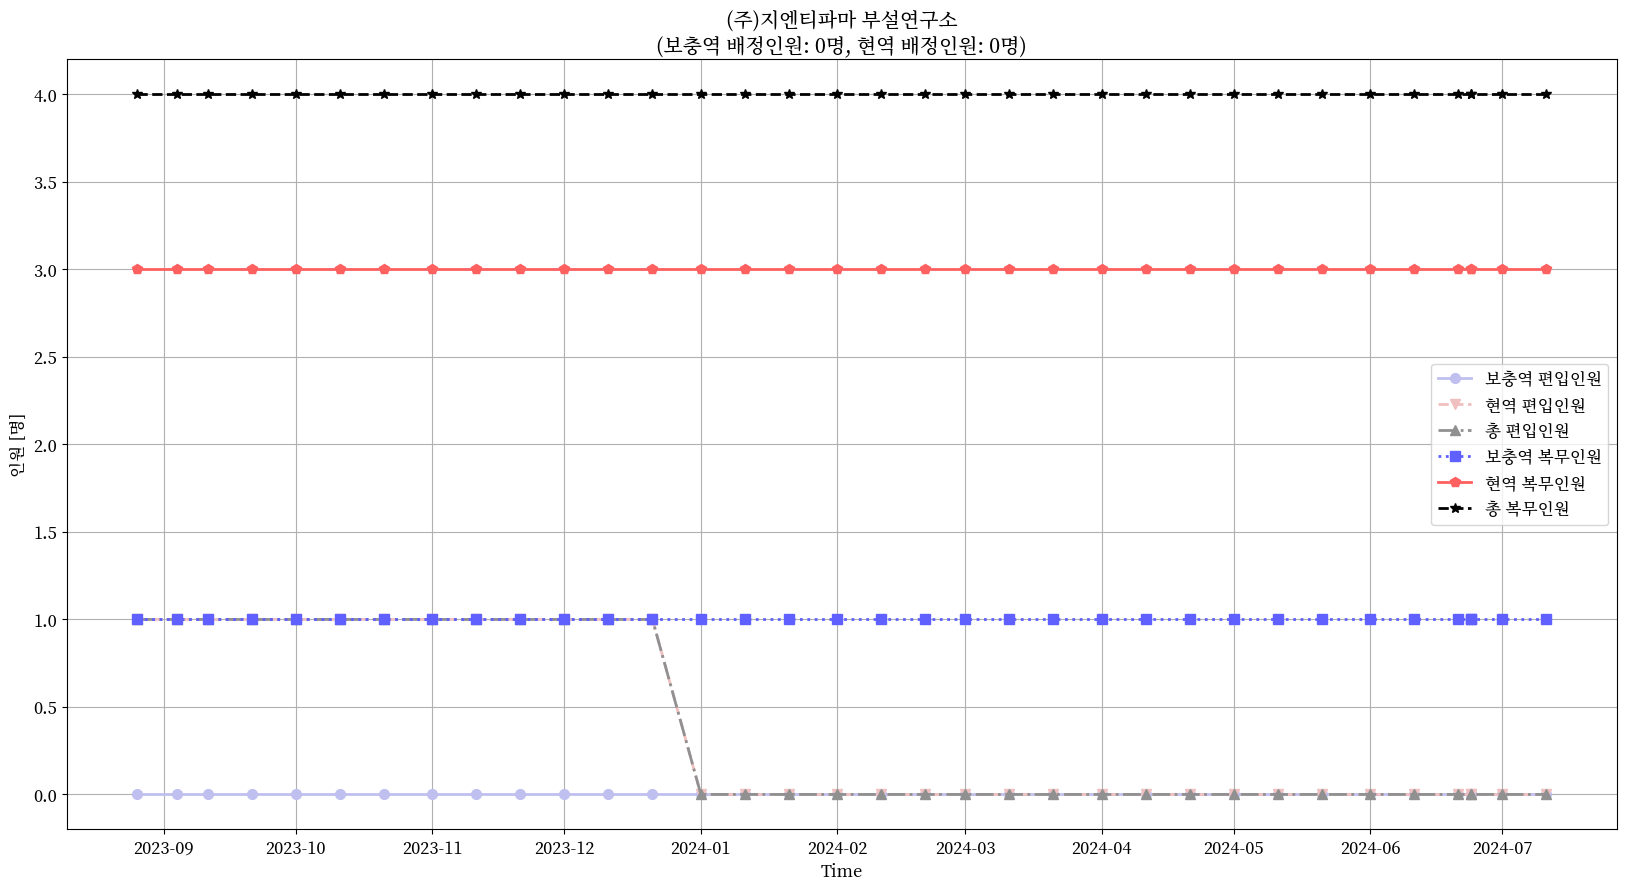 (주)지엔티파마 부설연구소
(보충역 배정인원: 0명, 현역 배정인원: 0명)
4.0
3.5
3.0
2.5
2.0
1.5
1.0
0.5
0.0
인원 [명]
보충역 편입인원
현역 편입인원
총 편입인원
보충역 복무인원
현역 복무인원
총 복무인원
2023-09 2023-10 2023-11 2023-12 2024-01 2024-02 2024-03 2024-04 2024-05 2024-06 2024-07
Time